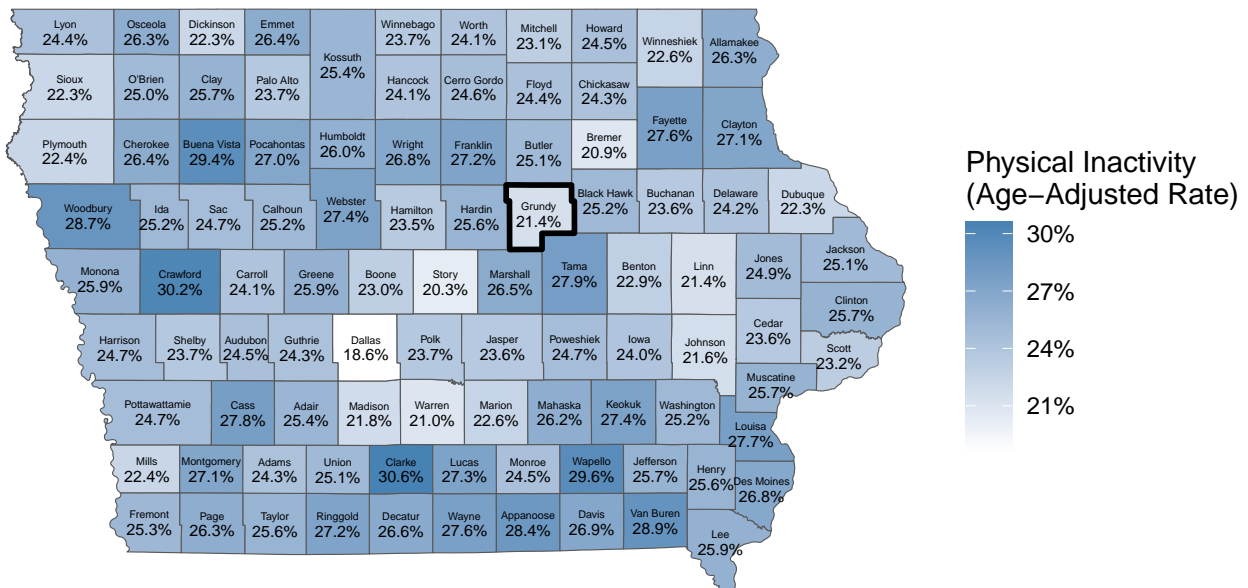 Lyon
24.4%
Osceola
26.3%
Dickinson
22.3%
Emmet
26.4%
Kossuth
25.4%
Winnebago
23.7%
Worth
24.1%
Mitchell
23.1%
Howard
24.5%
Winneshiek
22.6%
Allamakee
26.3%
Sioux
22.3%
O'Brien
25.0%
Clay
25.7%
Palo Alto
23.7%
Hancock
24.1%
Cerro Gordo
24.6%
Floyd
24.4%
Chickasaw
24.3%
Fayette
27.6%
Clayton
27.1%
Plymouth
22.4%
Cherokee
26.4%
Buena Vista
29.4%
Pocahontas
27.0%
Humboldt
26.0%
Wright
26.8%
Franklin
27.2%
Butler
25.1%
Bremer
20.9%
Woodbury
28.7%
Ida
25.2%
Sac
24.7%
Calhoun
25.2%
Webster
27.4%
Hamilton
23.5%
Hardin
25.6%
Grundy
21.4%
Black Hawk
25.2%
Buchanan
23.6%
Delaware
24.2%
Dubuque
22.3%
Monona
25.9%
Crawford
30.2%
Carroll
24.1%
Greene
25.9%
Boone
23.0%
Story
20.3%
Marshall
26.5%
Tama
27.9%
Benton
22.9%
Linn
21.4%
Jones
24.9%
Jackson
25.1%
Clinton
25.7%
Harrison
24.7%
Shelby
23.7%
Audubon
24.5%
Guthrie
24.3%
Dallas
18.6%
Polk
23.7%
Jasper
23.6%
Poweshiek
24.7%
Iowa
24.0%
Johnson
21.6%
Cedar
23.6%
Scott
23.2%
Muscatine
25.7%
Pottawattamie
24.7%
Cass
27.8%
Adair
25.4%
Madison
21.8%
Warren
21.0%
Marion
22.6%
Mahaska
26.2%
Keokuk
27.4%
Washington
25.2%
Louisa
27.7%
Mills
22.4%
Montgomery
27.1%
Adams
24.3%
Union
25.1%
Clarke
30.6%
Lucas
27.3%
Monroe
24.5%
Wapello
29.6%
Jefferson
25.7%
Henry
25.6%
Des Moines
26.8%
Fremont
25.3%
Page
26.3%
Taylor
25.6%
Ringgold
27.2%
Decatur
26.6%
Wayne
27.6%
Appanoose
28.4%
Davis
26.9%
Van Buren
28.9%
Lee
25.9%
Physical Inactivity
(Age−Adjusted Rate)
30%
27%
24%
21%